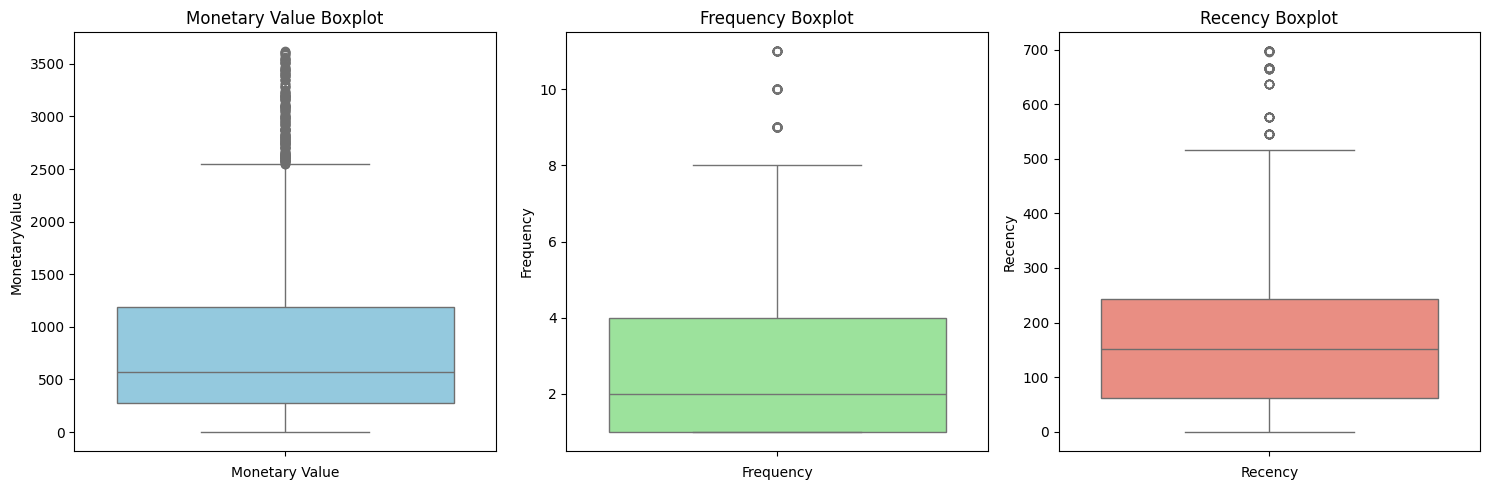 Monetary Value Boxplot
MonetaryValue
3500
3000
2500
2000
1500
1000
500
0
Monetary Value
Frequency Boxplot
Frequency
10
8
6
4
2
Frequency
Recency Boxplot
Recency
700
600
500
400
300
200
100
0
Recency